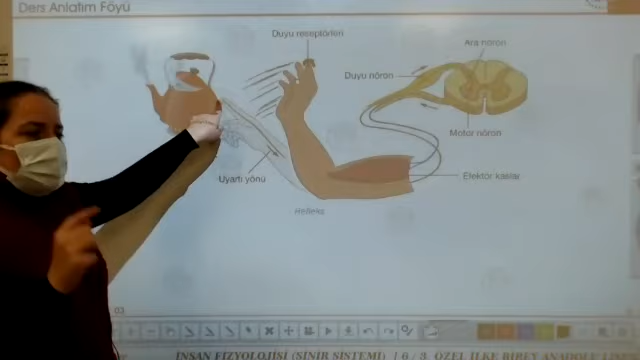 Ders Anlatım Föyü
Duyu reseptörleri
Ara nöron
Duyu nöron
Motor nöron
Uyartı yönü
Efektör kaslar
Refleks
03
İNSAN FİZYOLOJİSİ (SİNİR SİSTEMİ)